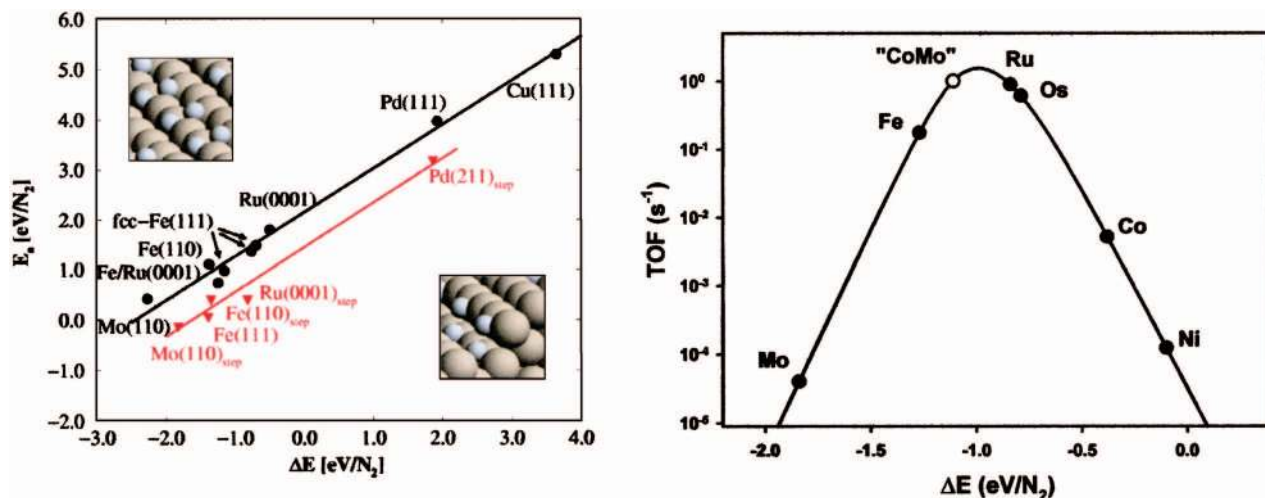 6.0
5.0
4.0
3.0
2.0
1.0
0.0
−1.0
−2.0
Eₐ [eV/N₂]
Cu(111)
Pd(111)
Pd(211)step
Ru(0001)
fcc−Fe(111)
Fe(110)
Fe/Ru(0001)
Ru(0001)step
Mo(110)
Fe(110)step
Fe(111)
Mo(110)step
−3.0 −2.0 −1.0 0.0 1.0 2.0 3.0 4.0
ΔE [eV/N₂]
"CoMo"
Ru
Os
Fe
Co
Ni
Mo
TOF (s⁻¹)
10⁰
10⁻¹
10⁻²
10⁻³
10⁻⁴
10⁻⁵
-2.0 -1.5 -1.0 -0.5 0.0
ΔE (eV/N₂)